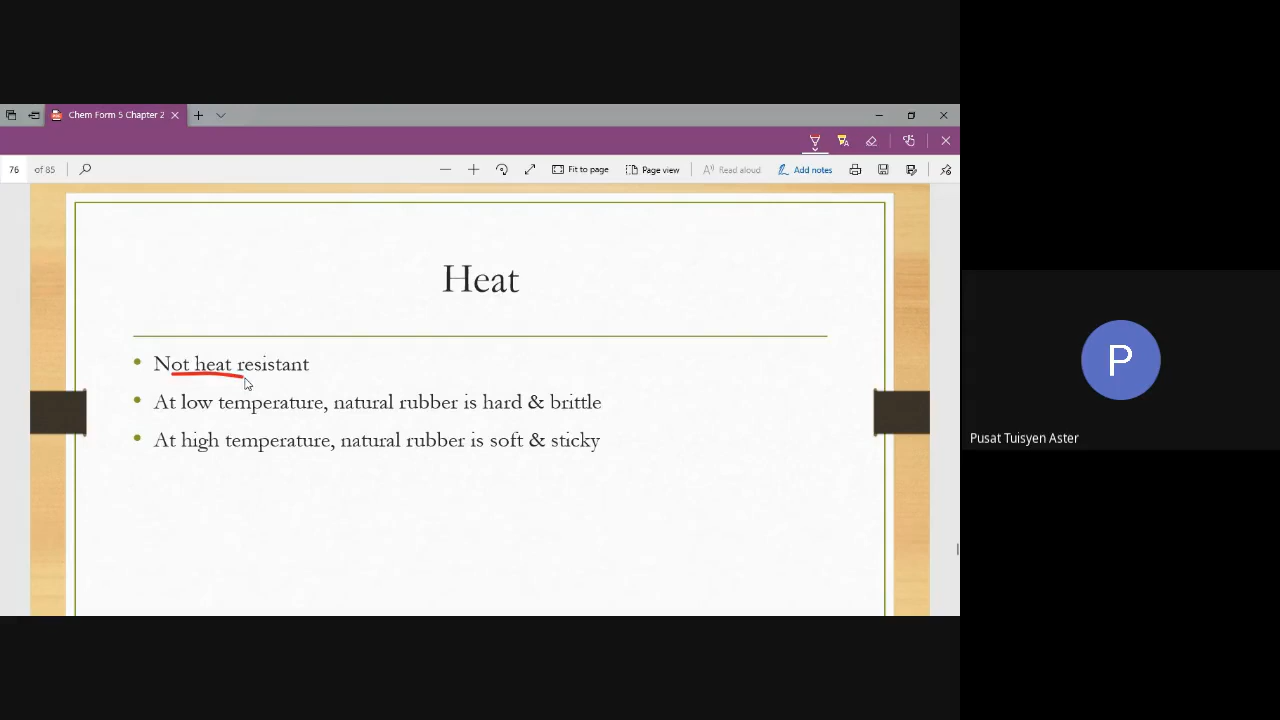 Chem Form 5 Chapter 2
76 of 85
Fit to page
Page view
Read aloud
Add notes
Heat
• Not heat resistant
• At low temperature, natural rubber is hard & brittle
• At high temperature, natural rubber is soft & sticky
P
Pusat Tuisyen Aster